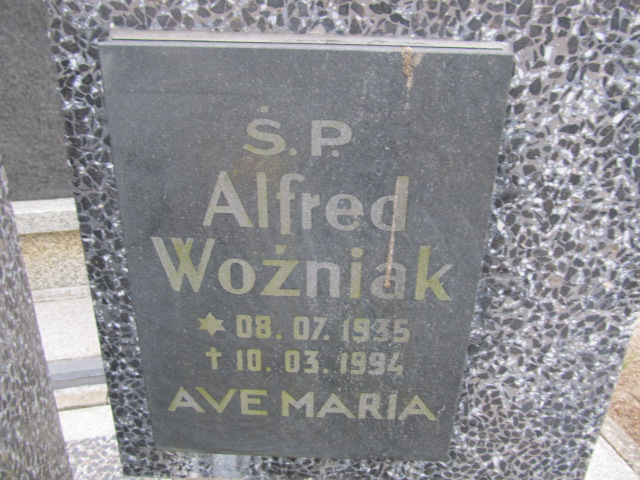 Ś.P.
Alfred
Woźniak
* 08.07.1935
† 10.03.1994
AVE MARIA